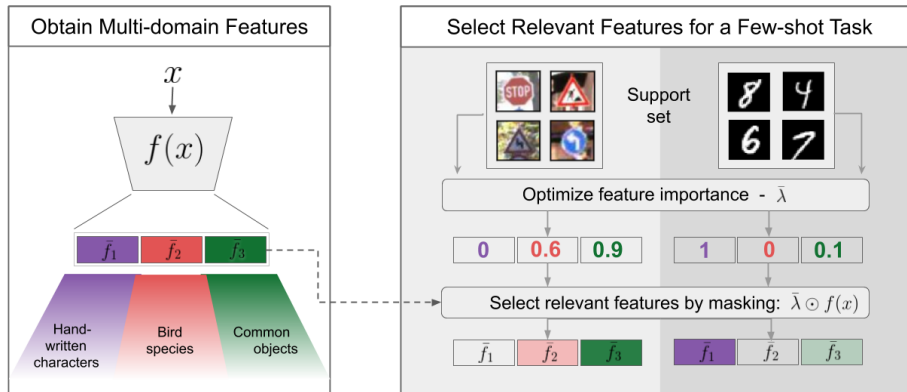 Obtain Multi-domain Features
x
f(x)
f̄₁ f̄₂ f̄₃
Hand-
written
characters
Bird
species
Common
objects
Select Relevant Features for a Few-shot Task
STOP
Support
set
8 4
6 7
Optimize feature importance - λ̄
0 0.6 0.9
1 0 0.1
Select relevant features by masking: λ̄ ⊙ f(x)
f̄₁ f̄₂ f̄₃
f̄₁ f̄₂ f̄₃